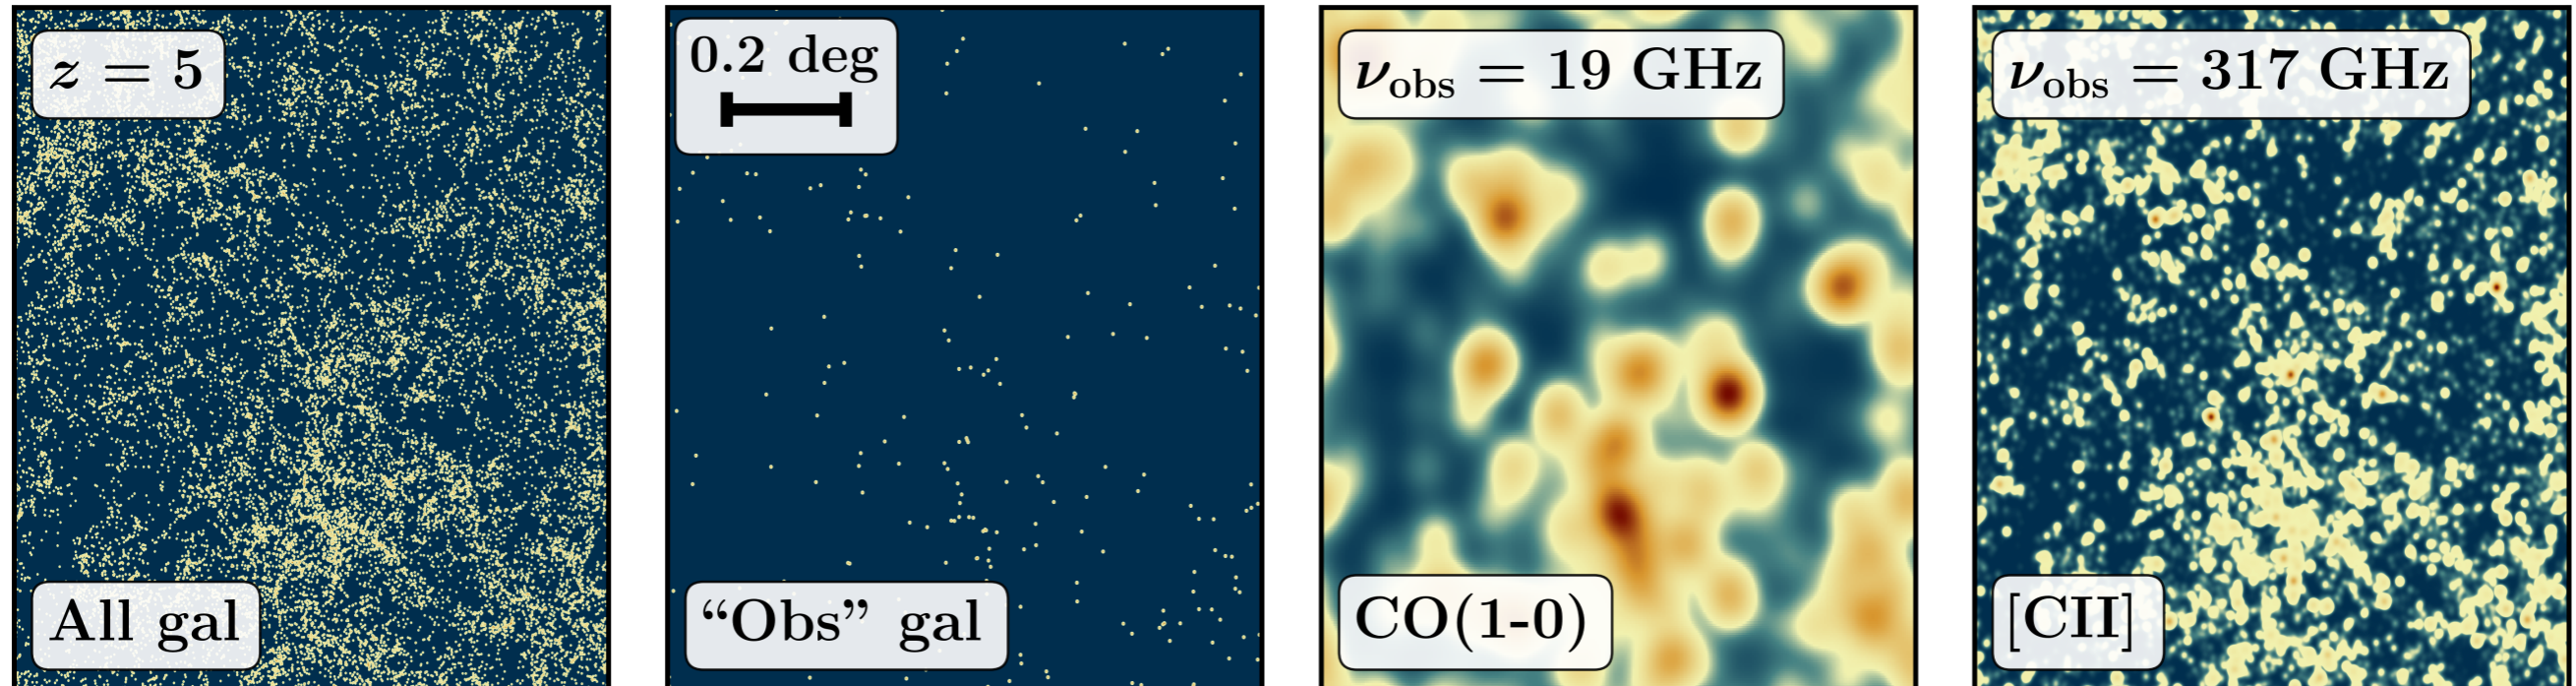 z = 5
All gal
0.2 deg
“Obs” gal
ν_obs = 19 GHz
CO(1-0)
ν_obs = 317 GHz
[CII]